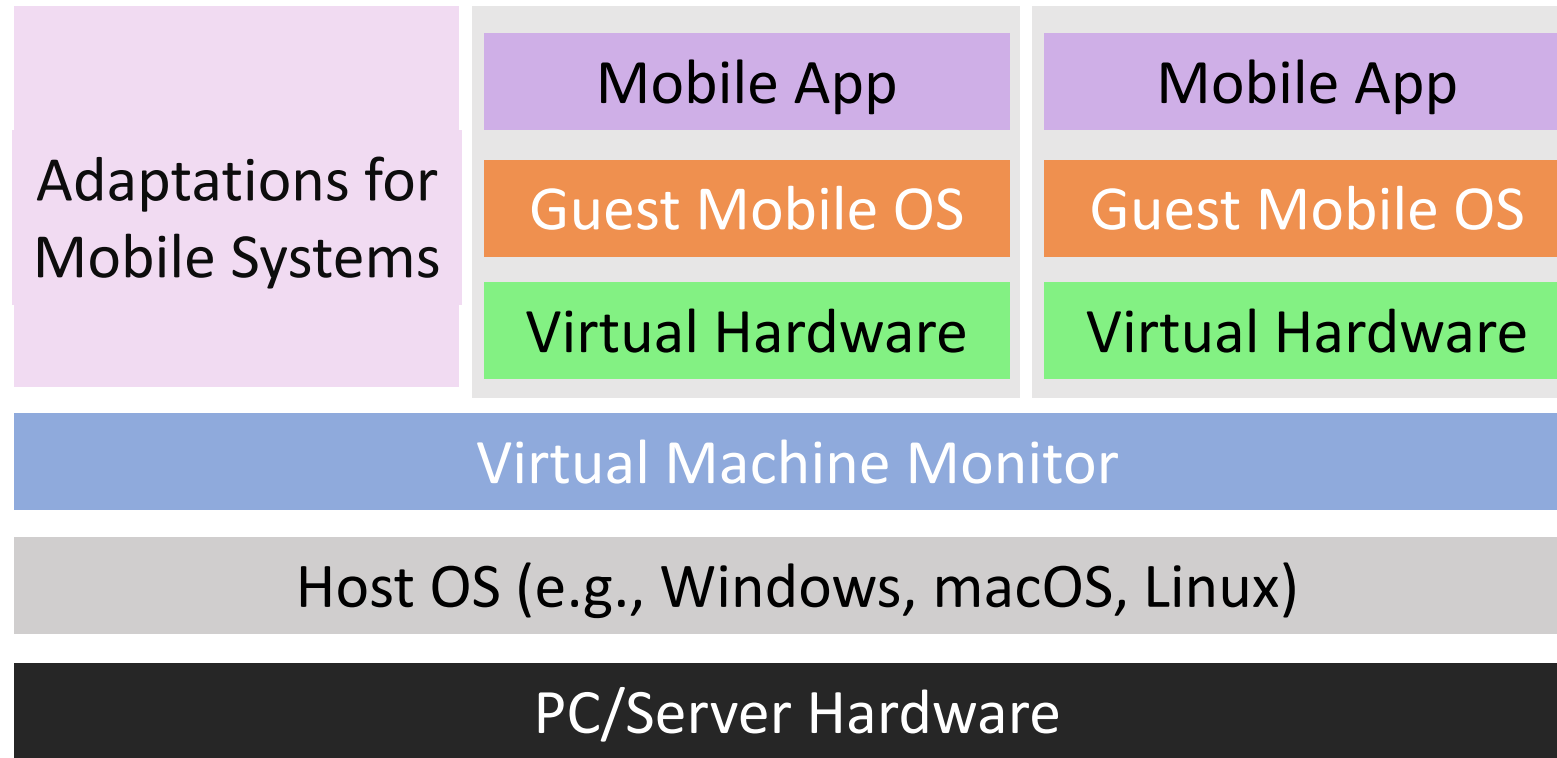 Adaptations for
Mobile Systems
Mobile App
Guest Mobile OS
Virtual Hardware
Mobile App
Guest Mobile OS
Virtual Hardware
Virtual Machine Monitor
Host OS (e.g., Windows, macOS, Linux)
PC/Server Hardware